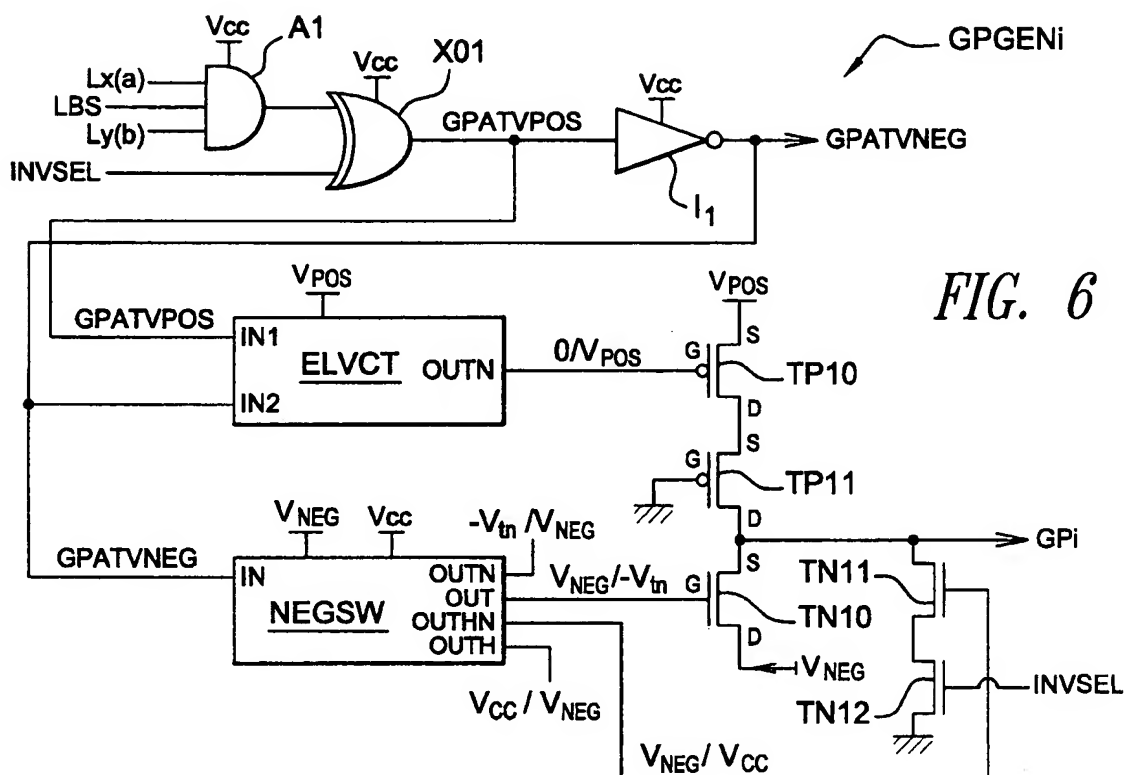 Vcc
A1
X01
GPGENi
Lx(a)
LBS
Ly(b)
INVSEL
Vcc
GPATVPOS
Vcc
GPATVNEG
I1
VPOS
GPATVPOS
IN1
IN2
ELVCT
OUTN
0/VPOS
VPOS
FIG. 6
S
G
D
TP10
S
G
D
TP11
GPi
VNEG
Vcc
GPATVNEG
IN
NEGSW
OUTN
OUT
OUTHN
OUTH
-Vtn /VNEG
VNEG/-Vtn
S
G
D
TN10
VNEG
TN11
TN12
INVSEL
VCC / VNEG
VNEG/ VCC